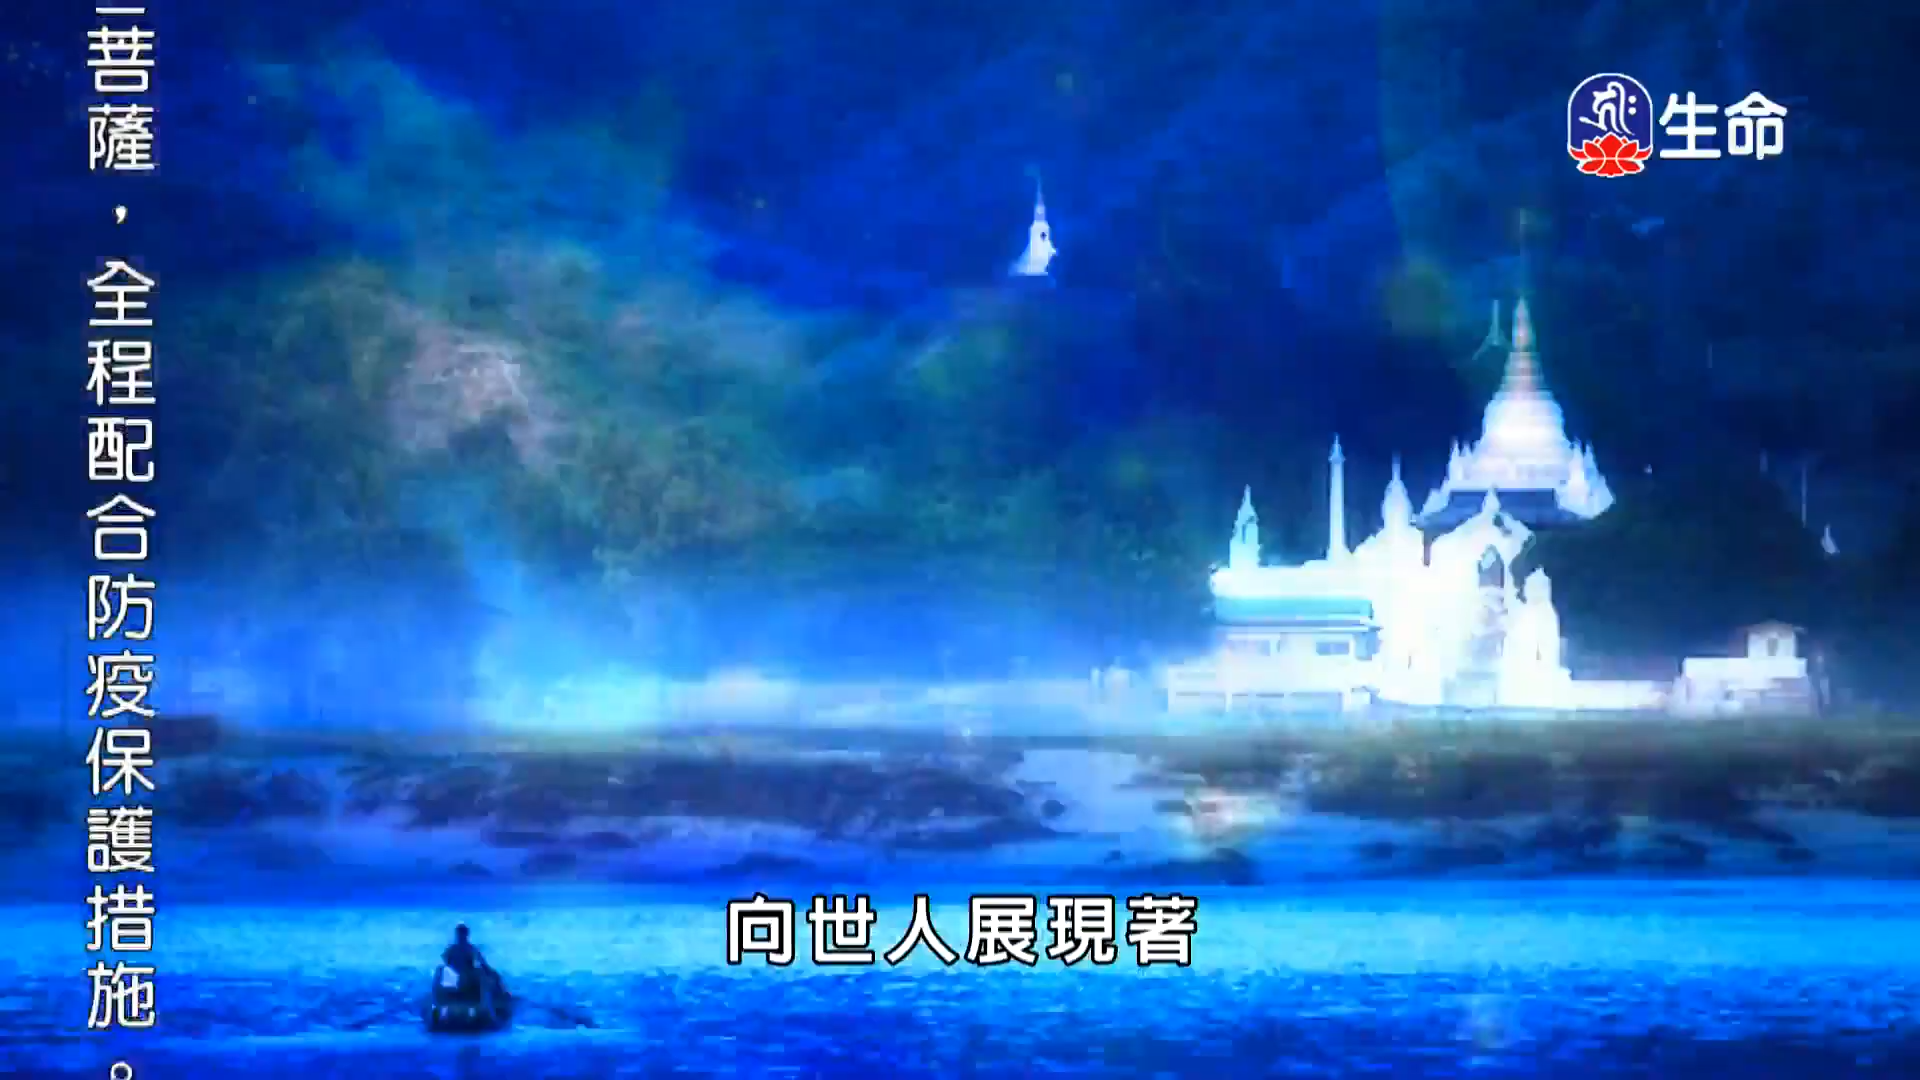 菩薩，全程配合防疫保護措施。
生命
向世人展現著